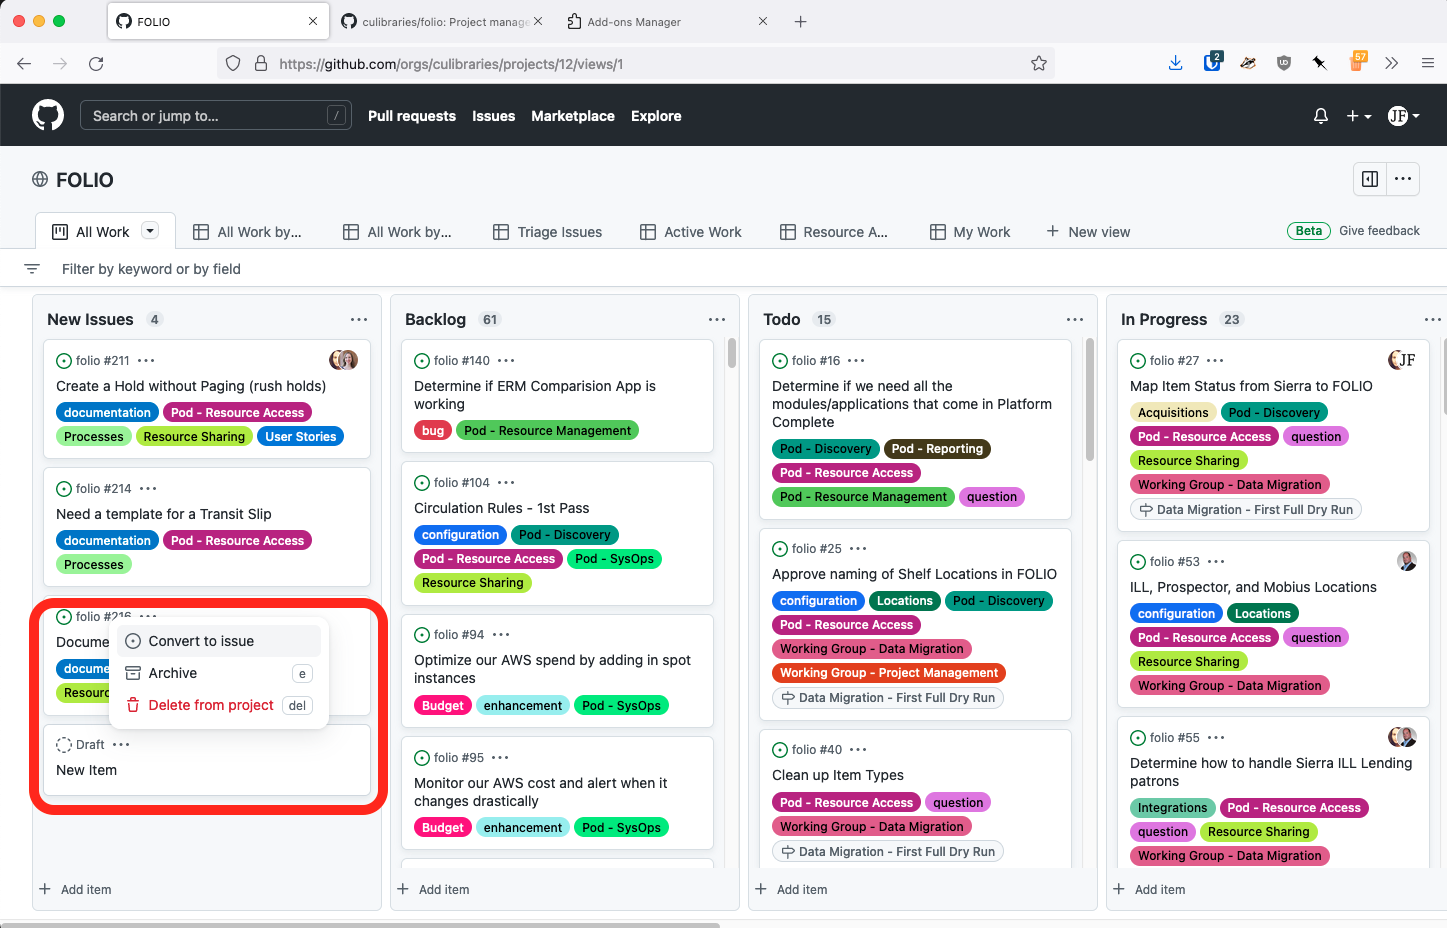 FOLIO
culibraries/folio: Project manage
Add-ons Manager
https://github.com/orgs/culibraries/projects/12/views/1
2
57
Search or jump to...
/
Pull requests
Issues
Marketplace
Explore
JF
FOLIO
All Work
All Work by...
All Work by...
Triage Issues
Active Work
Resource A...
My Work
New view
Beta
Give feedback
Filter by keyword or by field
New Issues 4
folio #211
Create a Hold without Paging (rush holds)
documentation Pod - Resource Access
Processes Resource Sharing User Stories
folio #214
Need a template for a Transit Slip
documentation Pod - Resource Access
Processes
folio #216
Docume
docume
Resourc
Convert to issue
Archive e
Delete from project del
Draft
New Item
Add item
Backlog 61
folio #140
Determine if ERM Comparision App is
working
bug Pod - Resource Management
folio #104
Circulation Rules - 1st Pass
configuration Pod - Discovery
Pod - Resource Access Pod - SysOps
Resource Sharing
folio #94
Optimize our AWS spend by adding in spot
instances
Budget enhancement Pod - SysOps
folio #95
Monitor our AWS cost and alert when it
changes drastically
Budget enhancement Pod - SysOps
Add item
Todo 15
folio #16
Determine if we need all the
modules/applications that come in Platform
Complete
Pod - Discovery Pod - Reporting
Pod - Resource Access
Pod - Resource Management question
folio #25
Approve naming of Shelf Locations in FOLIO
configuration Locations Pod - Discovery
Pod - Resource Access
Working Group - Data Migration
Working Group - Project Management
Data Migration - First Full Dry Run
folio #40
Clean up Item Types
Pod - Resource Access question
Working Group - Data Migration
Data Migration - First Full Dry Run
Add item
In Progress 23
folio #27
JF
Map Item Status from Sierra to FOLIO
Acquisitions Pod - Discovery
Pod - Resource Access question
Resource Sharing
Working Group - Data Migration
Data Migration - First Full Dry Run
folio #53
ILL, Prospector, and Mobius Locations
configuration Locations
Pod - Resource Access question
Resource Sharing
Working Group - Data Migration
folio #55
Determine how to handle Sierra ILL Lending
patrons
Integrations Pod - Resource Access
question Resource Sharing
Working Group - Data Migration
Add item